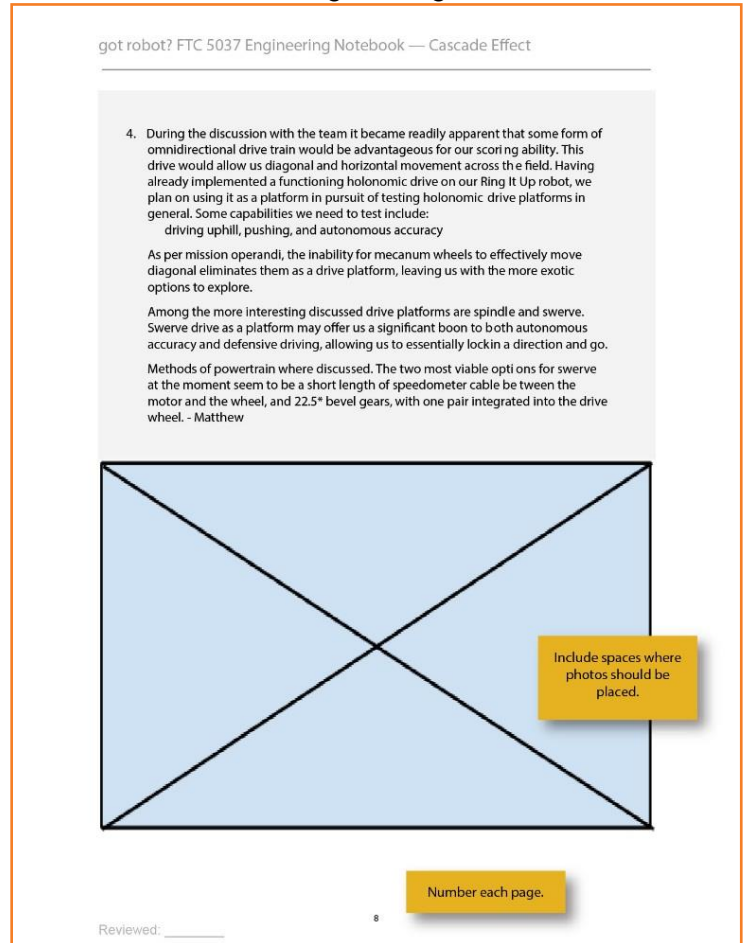 got robot? FTC 5037 Engineering Notebook — Cascade Effect
4. During the discussion with the team it became readily apparent that some form of
omnidirectional drive train would be advantageous for our scoring ability. This
drive would allow us diagonal and horizontal movement across the field. Having
already implemented a functioning holonomic drive on our Ring It Up robot, we
plan on using it as a platform in pursuit of testing holonomic drive platforms in
general. Some capabilities we need to test include:
driving uphill, pushing, and autonomous accuracy
As per mission operandi, the inability for mecanum wheels to effectively move
diagonal eliminates them as a drive platform, leaving us with the more exotic
options to explore.
Among the more interesting discussed drive platforms are spindle and swerve.
Swerve drive as a platform may offer us a significant boon to both autonomous
accuracy and defensive driving, allowing us to essentially lockin a direction and go.
Methods of powertrain where discussed. The two most viable opti ons for swerve
at the moment seem to be a short length of speedometer cable be tween the
motor and the wheel, and 22.5* bevel gears, with one pair integrated into the drive
wheel. - Matthew
Include spaces where
photos should be
placed.
Number each page.
8
Reviewed: ________